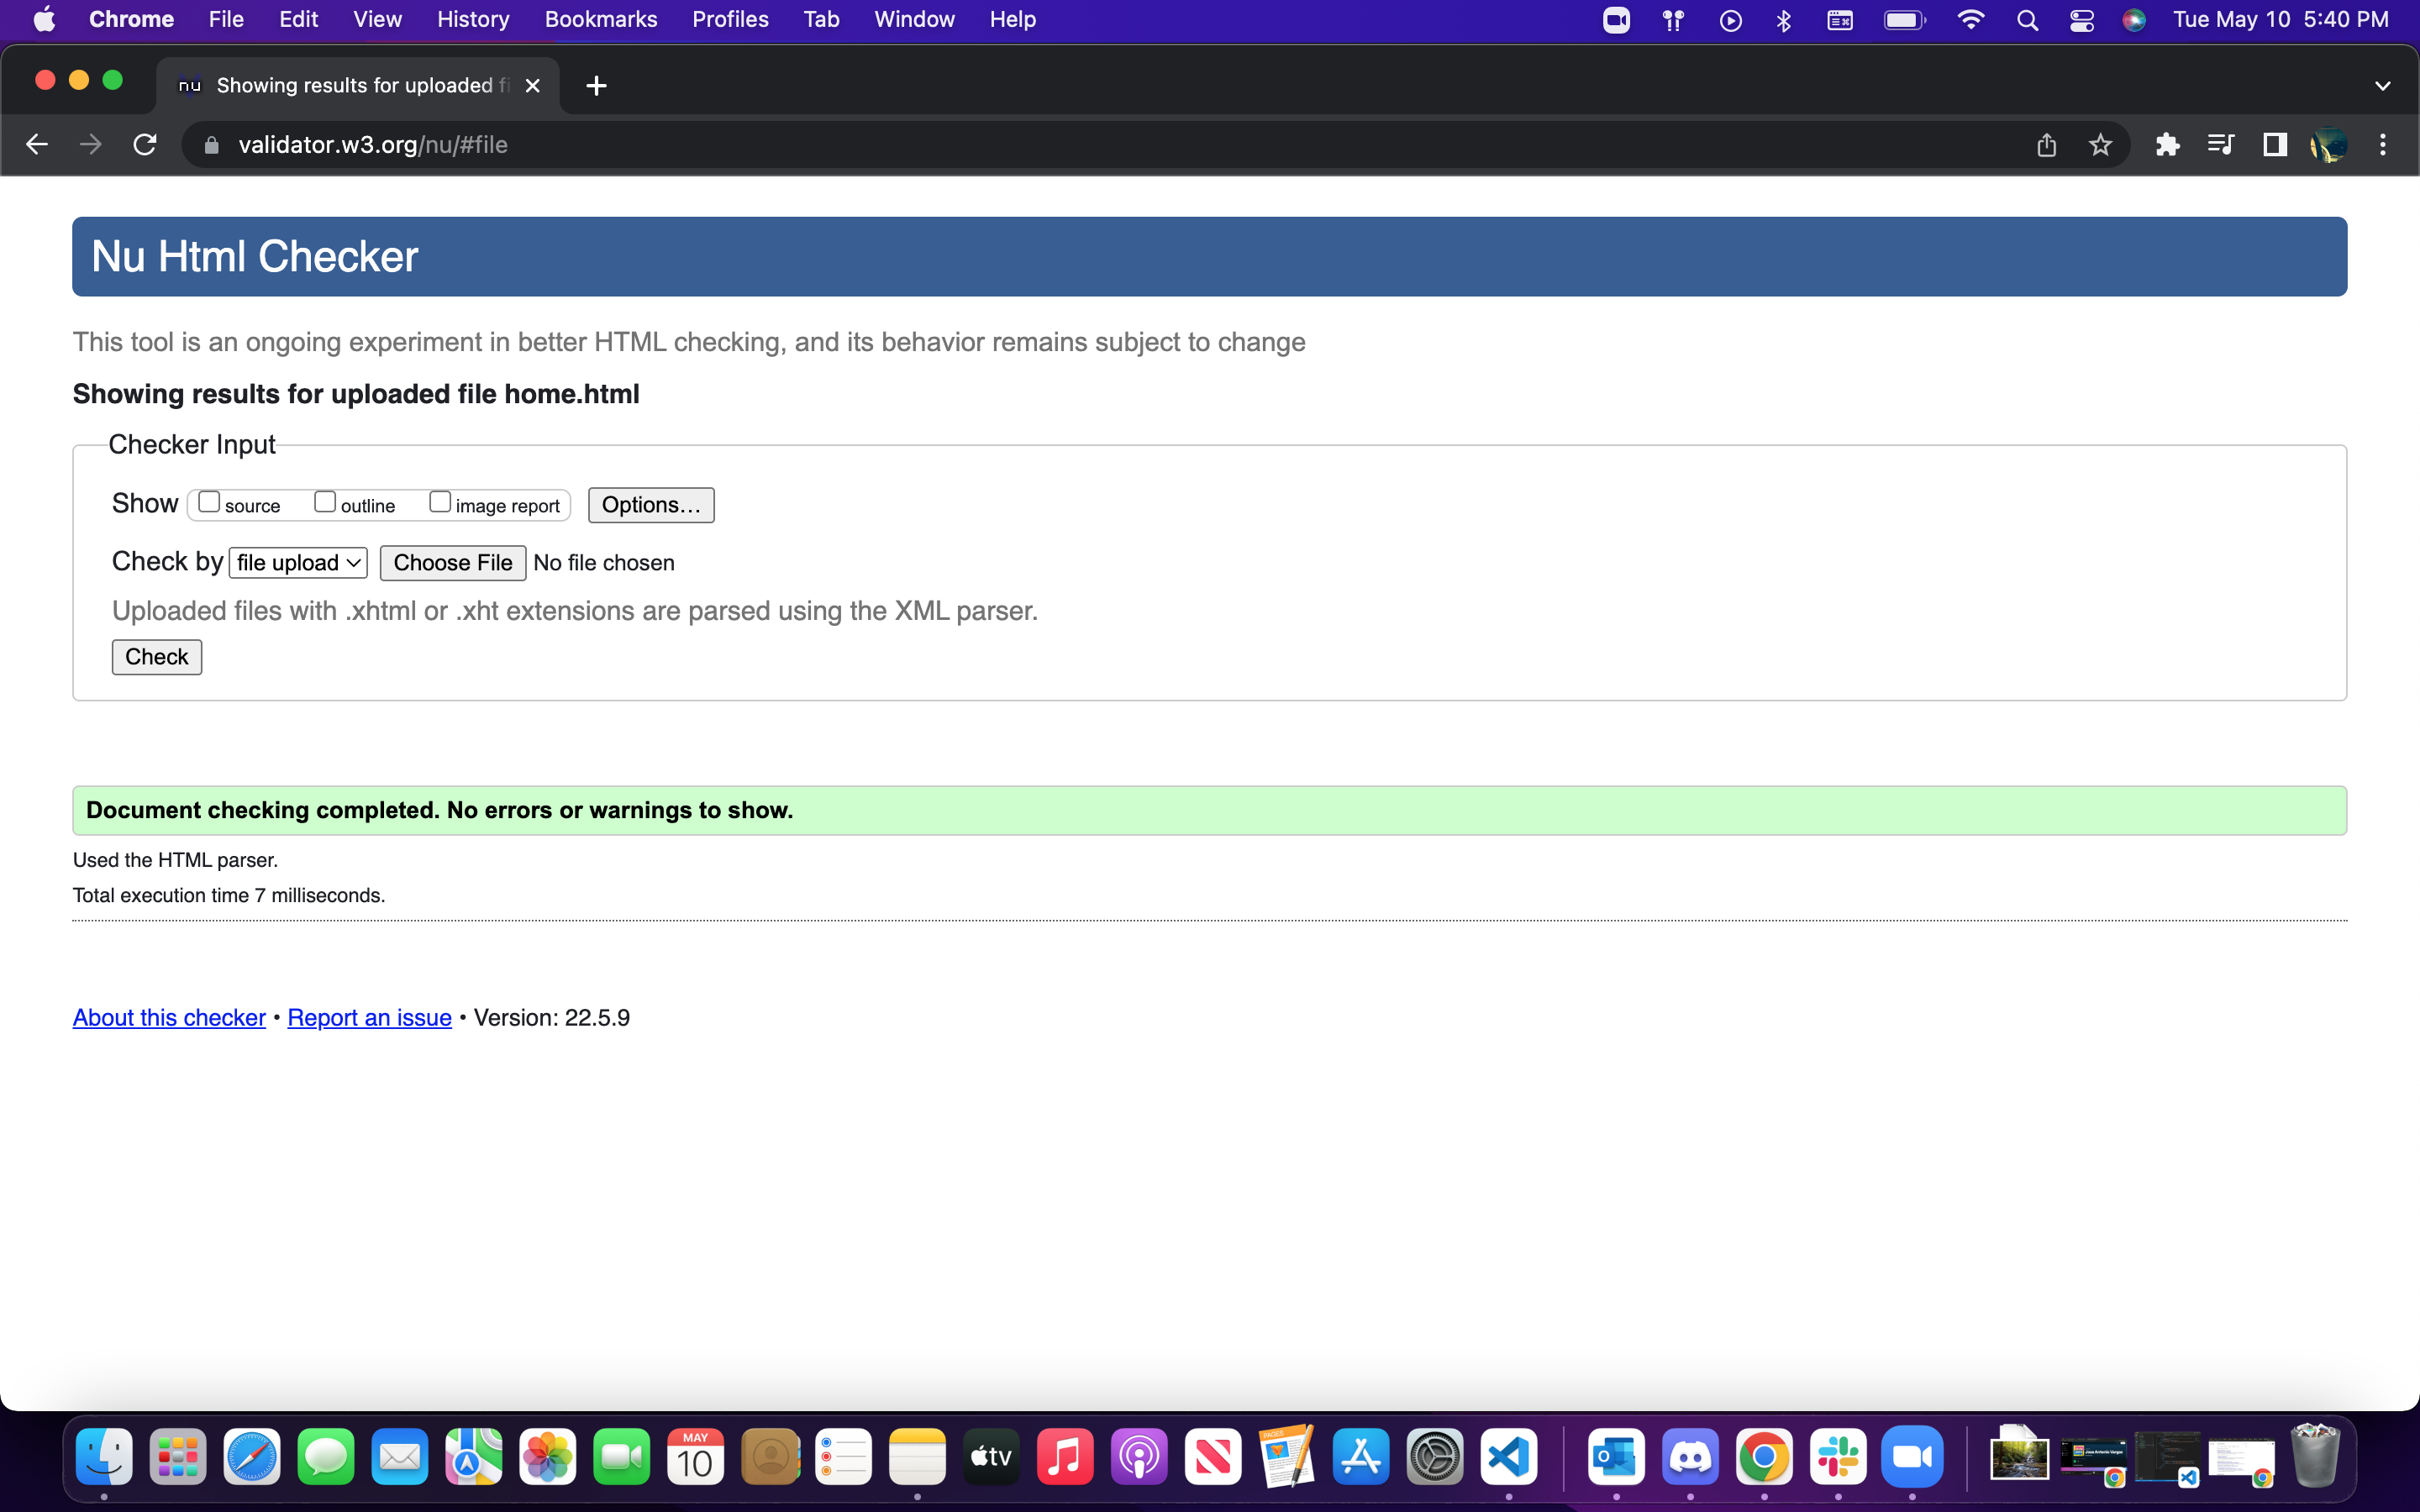 Chrome File Edit View History Bookmarks Profiles Tab Window Help Tue May 10 5:40 PM
nu Showing results for uploaded fi
validator.w3.org/nu/#file
Nu Html Checker
This tool is an ongoing experiment in better HTML checking, and its behavior remains subject to change
Showing results for uploaded file home.html
Checker Input
Show source outline image report Options...
Check by file upload Choose File No file chosen
Uploaded files with .xhtml or .xht extensions are parsed using the XML parser.
Check
Document checking completed. No errors or warnings to show.
Used the HTML parser.
Total execution time 7 milliseconds.
About this checker • Report an issue • Version: 22.5.9
MAY
10
tv
PAGES